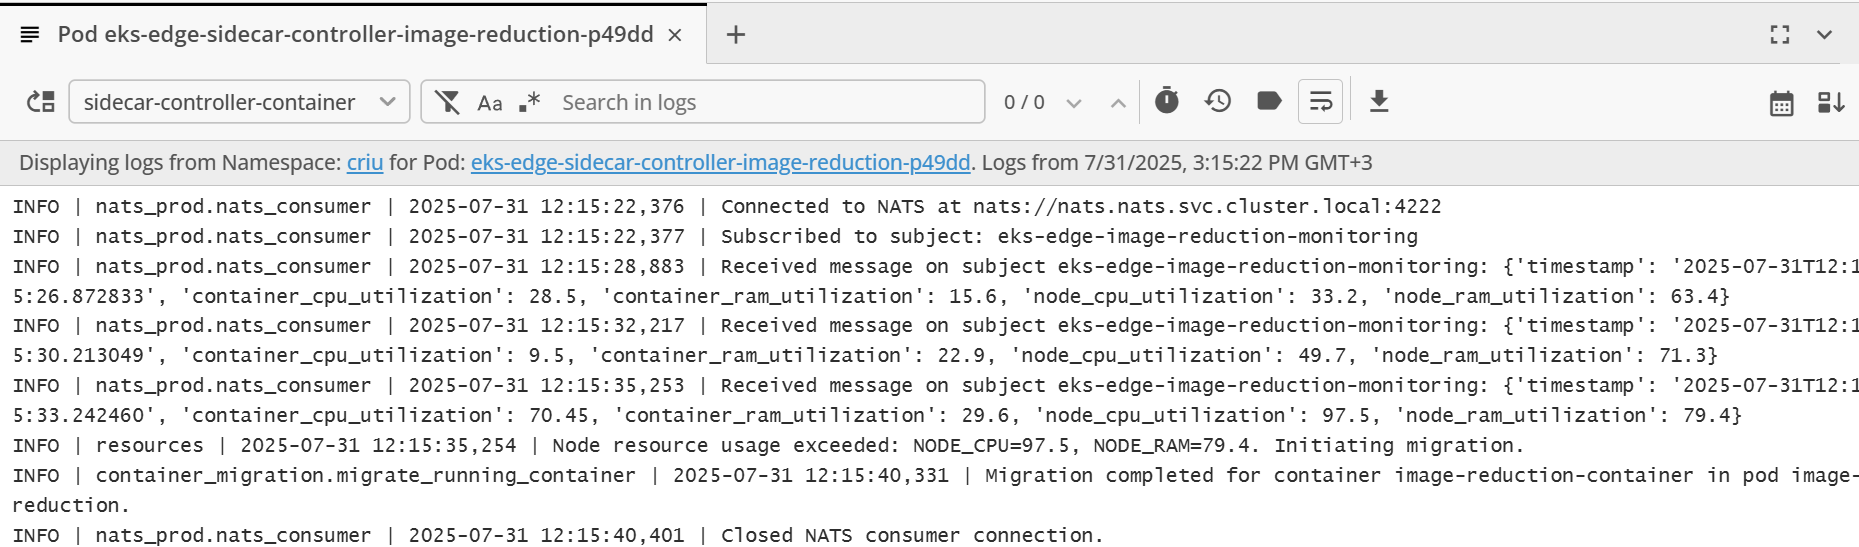 Pod eks-edge-sidecar-controller-image-reduction-p49dd
sidecar-controller-container Aa .* Search in logs 0 / 0
Displaying logs from Namespace: criu for Pod: eks-edge-sidecar-controller-image-reduction-p49dd. Logs from 7/31/2025, 3:15:22 PM GMT+3
INFO | nats_prod.nats_consumer | 2025-07-31 12:15:22,376 | Connected to NATS at nats://nats.nats.svc.cluster.local:4222
INFO | nats_prod.nats_consumer | 2025-07-31 12:15:22,377 | Subscribed to subject: eks-edge-image-reduction-monitoring
INFO | nats_prod.nats_consumer | 2025-07-31 12:15:28,883 | Received message on subject eks-edge-image-reduction-monitoring: {'timestamp': '2025-07-31T12:1
5:26.872833', 'container_cpu_utilization': 28.5, 'container_ram_utilization': 15.6, 'node_cpu_utilization': 33.2, 'node_ram_utilization': 63.4}
INFO | nats_prod.nats_consumer | 2025-07-31 12:15:32,217 | Received message on subject eks-edge-image-reduction-monitoring: {'timestamp': '2025-07-31T12:1
5:30.213049', 'container_cpu_utilization': 9.5, 'container_ram_utilization': 22.9, 'node_cpu_utilization': 49.7, 'node_ram_utilization': 71.3}
INFO | nats_prod.nats_consumer | 2025-07-31 12:15:35,253 | Received message on subject eks-edge-image-reduction-monitoring: {'timestamp': '2025-07-31T12:1
5:33.242460', 'container_cpu_utilization': 70.45, 'container_ram_utilization': 29.6, 'node_cpu_utilization': 97.5, 'node_ram_utilization': 79.4}
INFO | resources | 2025-07-31 12:15:35,254 | Node resource usage exceeded: NODE_CPU=97.5, NODE_RAM=79.4. Initiating migration.
INFO | container_migration.migrate_running_container | 2025-07-31 12:15:40,331 | Migration completed for container image-reduction-container in pod image-
reduction.
INFO | nats_prod.nats_consumer | 2025-07-31 12:15:40,401 | Closed NATS consumer connection.